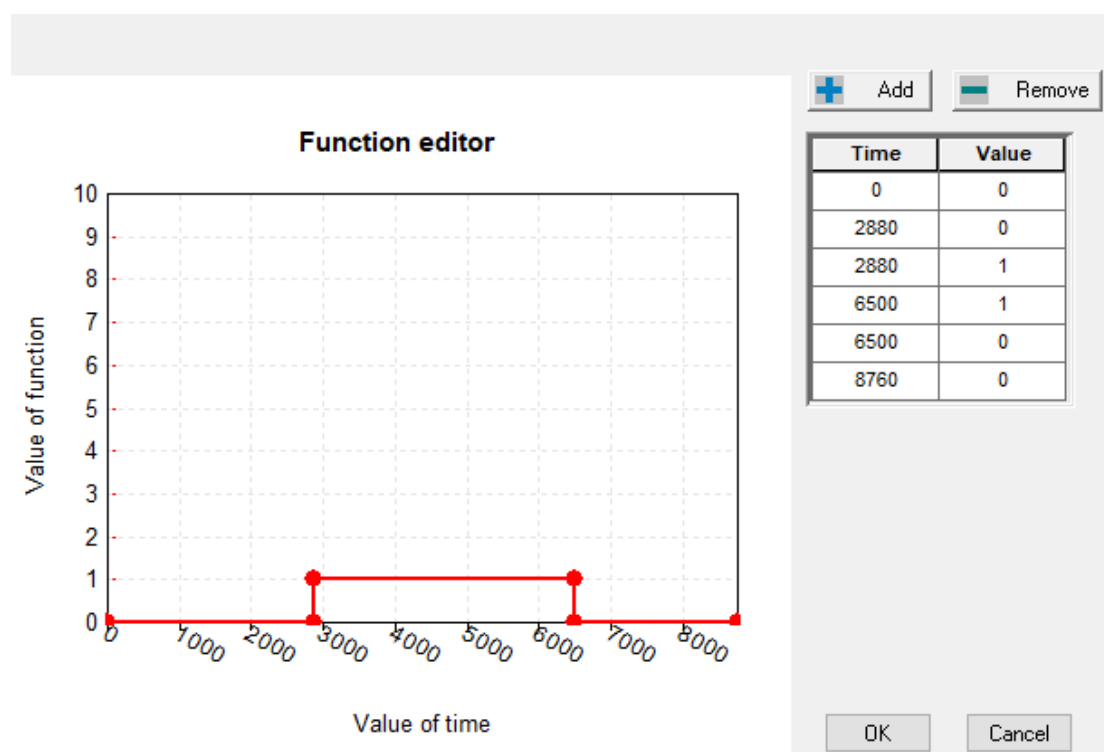 Add Remove
Function editor
Time Value
0 0
2880 0
2880 1
6500 1
6500 0
8760 0
10
9
8
7
6
5
4
3
2
1
0
Value of function
0 1000 2000 3000 4000 5000 6000 7000 8000
Value of time
OK Cancel